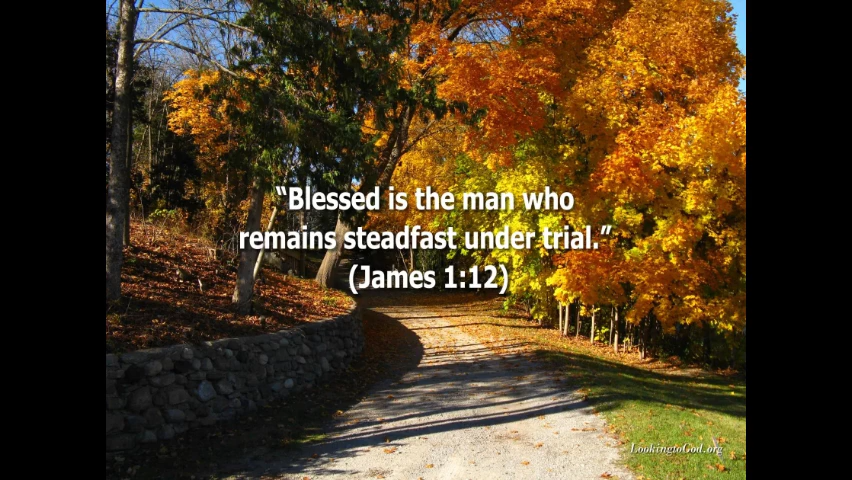 “Blessed is the man who
remains steadfast under trial.”
(James 1:12)
LookingtoGod.org